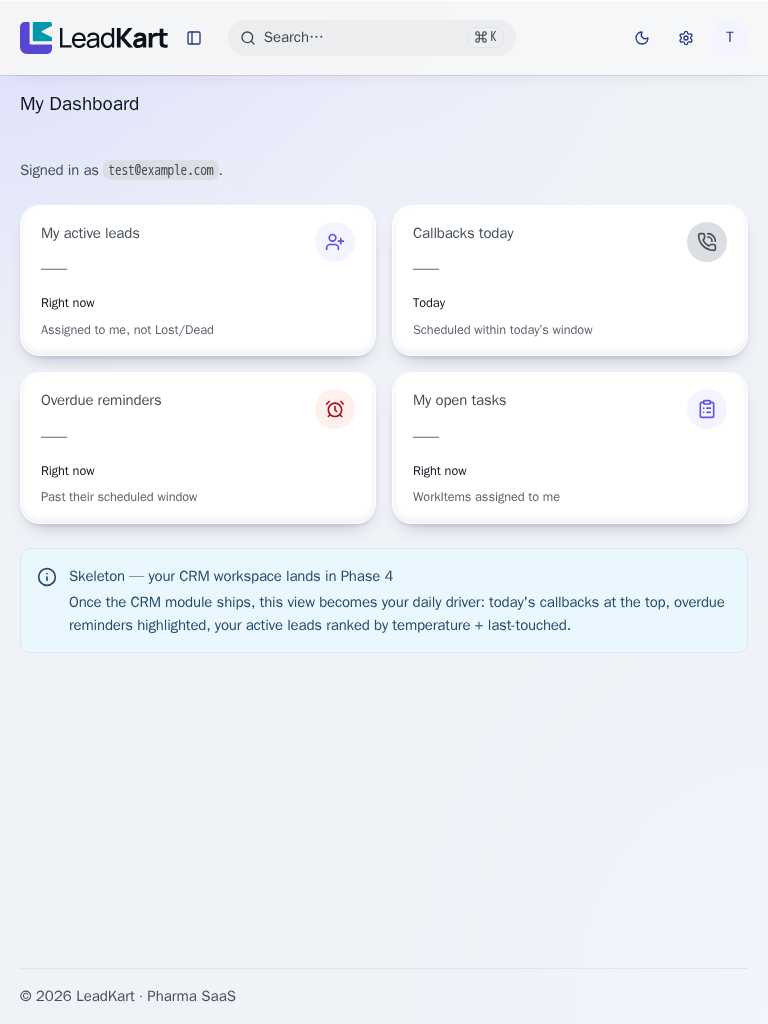 LeadKart
Search…
⌘ K
T
My Dashboard
Signed in as test@example.com.
My active leads
—
Right now
Assigned to me, not Lost/Dead
Callbacks today
—
Today
Scheduled within today's window
Overdue reminders
—
Right now
Past their scheduled window
My open tasks
—
Right now
WorkItems assigned to me
Skeleton — your CRM workspace lands in Phase 4
Once the CRM module ships, this view becomes your daily driver: today's callbacks at the top, overdue
reminders highlighted, your active leads ranked by temperature + last-touched.
© 2026 LeadKart · Pharma SaaS